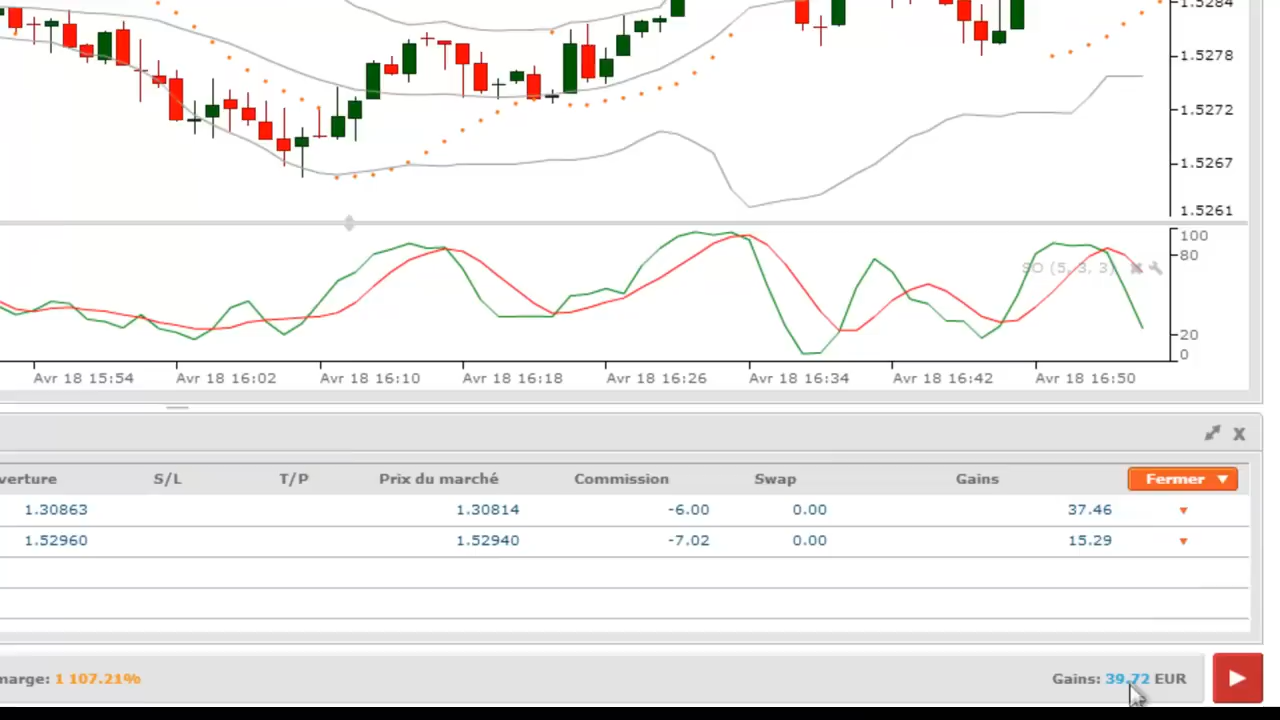 1.5284
1.5278
1.5272
1.5267
1.5261
100
80
SO (5, 3, 3)
20
0
Avr 18 15:54 Avr 18 16:02 Avr 18 16:10 Avr 18 16:18 Avr 18 16:26 Avr 18 16:34 Avr 18 16:42 Avr 18 16:50
verture S/L T/P Prix du marché Commission Swap Gains Fermer
1.30863 1.30814 -6.00 0.00 37.46
1.52960 1.52940 -7.02 0.00 15.29
marge: 1 107.21% Gains: 39.72 EUR